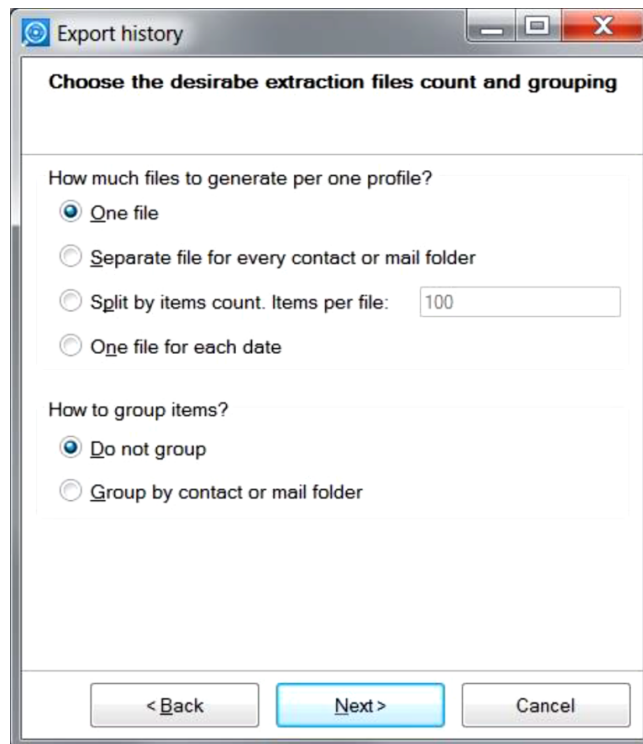 Export history
Choose the desirabe extraction files count and grouping
How much files to generate per one profile?
One file
Separate file for every contact or mail folder
Split by items count. Items per file: 100
One file for each date
How to group items?
Do not group
Group by contact or mail folder
< Back Next > Cancel